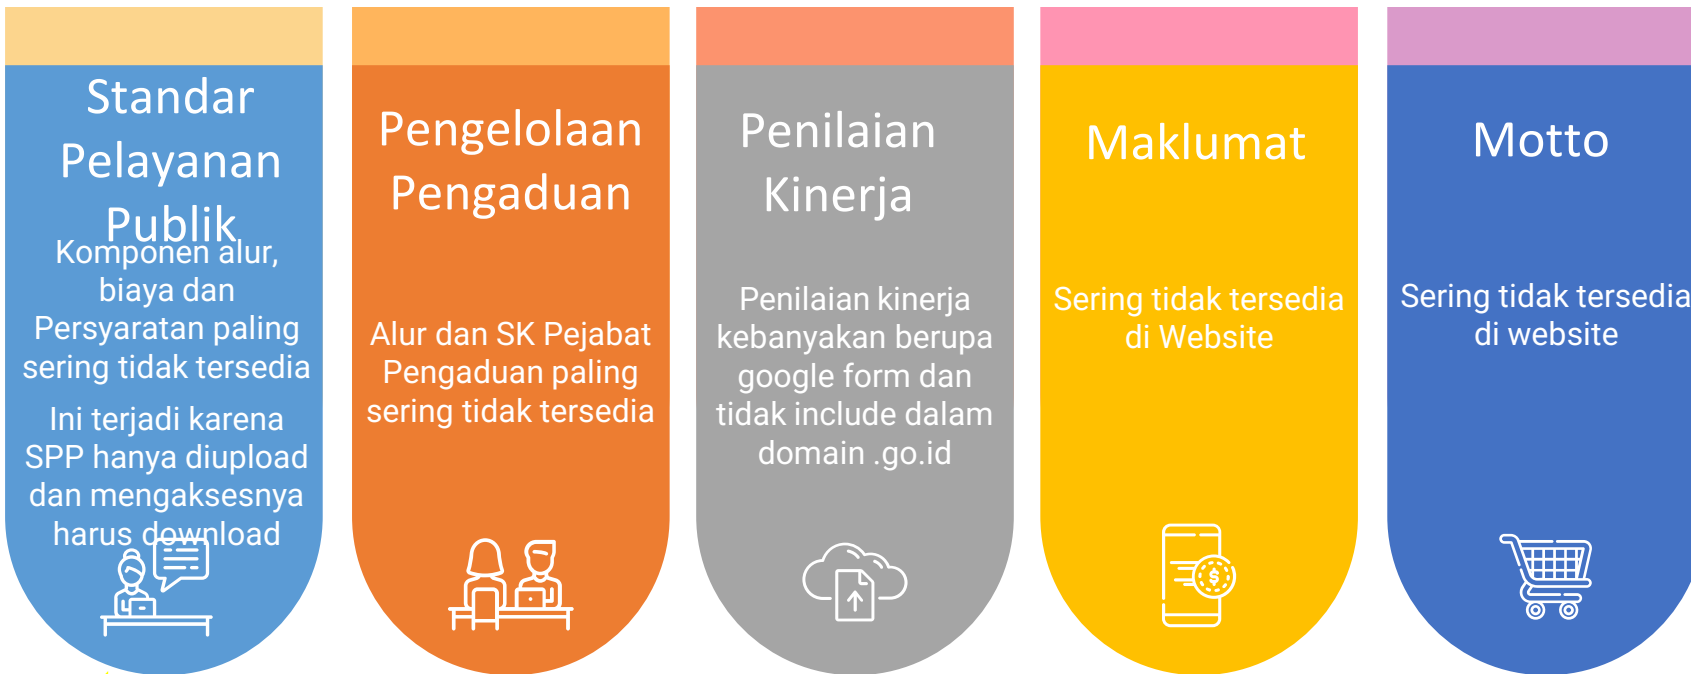 Standar
Pelayanan
Publik
Komponen alur,
biaya dan
Persyaratan paling
sering tidak tersedia
Ini terjadi karena
SPP hanya diupload
dan mengaksesnya
harus download
Pengelolaan
Pengaduan
Alur dan SK Pejabat
Pengaduan paling
sering tidak tersedia
Penilaian
Kinerja
Penilaian kinerja
kebanyakan berupa
google form dan
tidak include dalam
domain .go.id
Maklumat
Sering tidak tersedia
di Website
$
Motto
Sering tidak tersedia
di website